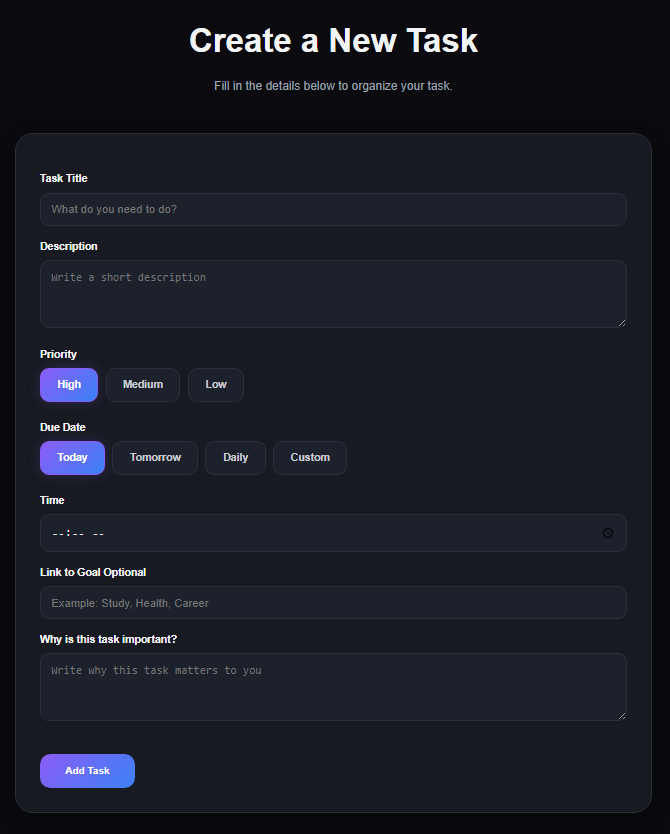 Create a New Task
Fill in the details below to organize your task.
Task Title
What do you need to do?
Description
Write a short description
Priority
High Medium Low
Due Date
Today Tomorrow Daily Custom
Time
--:-- --
Link to Goal Optional
Example: Study, Health, Career
Why is this task important?
Write why this task matters to you
Add Task